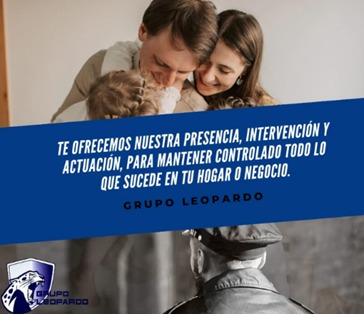 TE OFRECEMOS NUESTRA PRESENCIA, INTERVENCIÓN Y
ACTUACIÓN, PARA MANTENER CONTROLADO TODO LO
QUE SUCEDE EN TU HOGAR O NEGOCIO.
GRUPO LEOPARDO
GRUPO
LEOPARDO